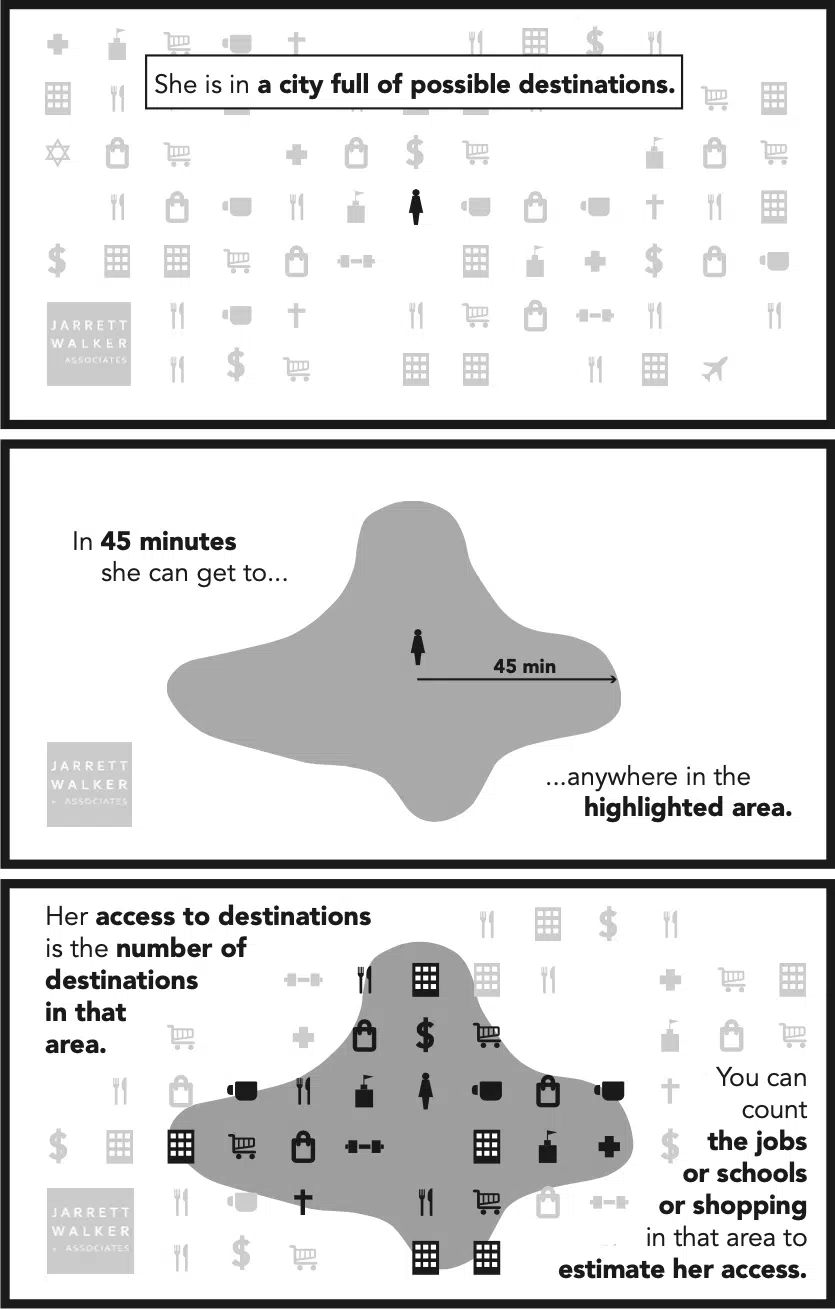 She is in a city full of possible destinations.
JARRETT
WALKER
ASSOCIATES
In 45 minutes
she can get to...
45 min
...anywhere in the
highlighted area.
JARRETT
WALKER
+ ASSOCIATES
Her access to destinations
is the number of
destinations
in that
area.
You can
count
the jobs
or schools
or shopping
in that area to
estimate her access.
JARRETT
WALKER
+ ASSOCIATES